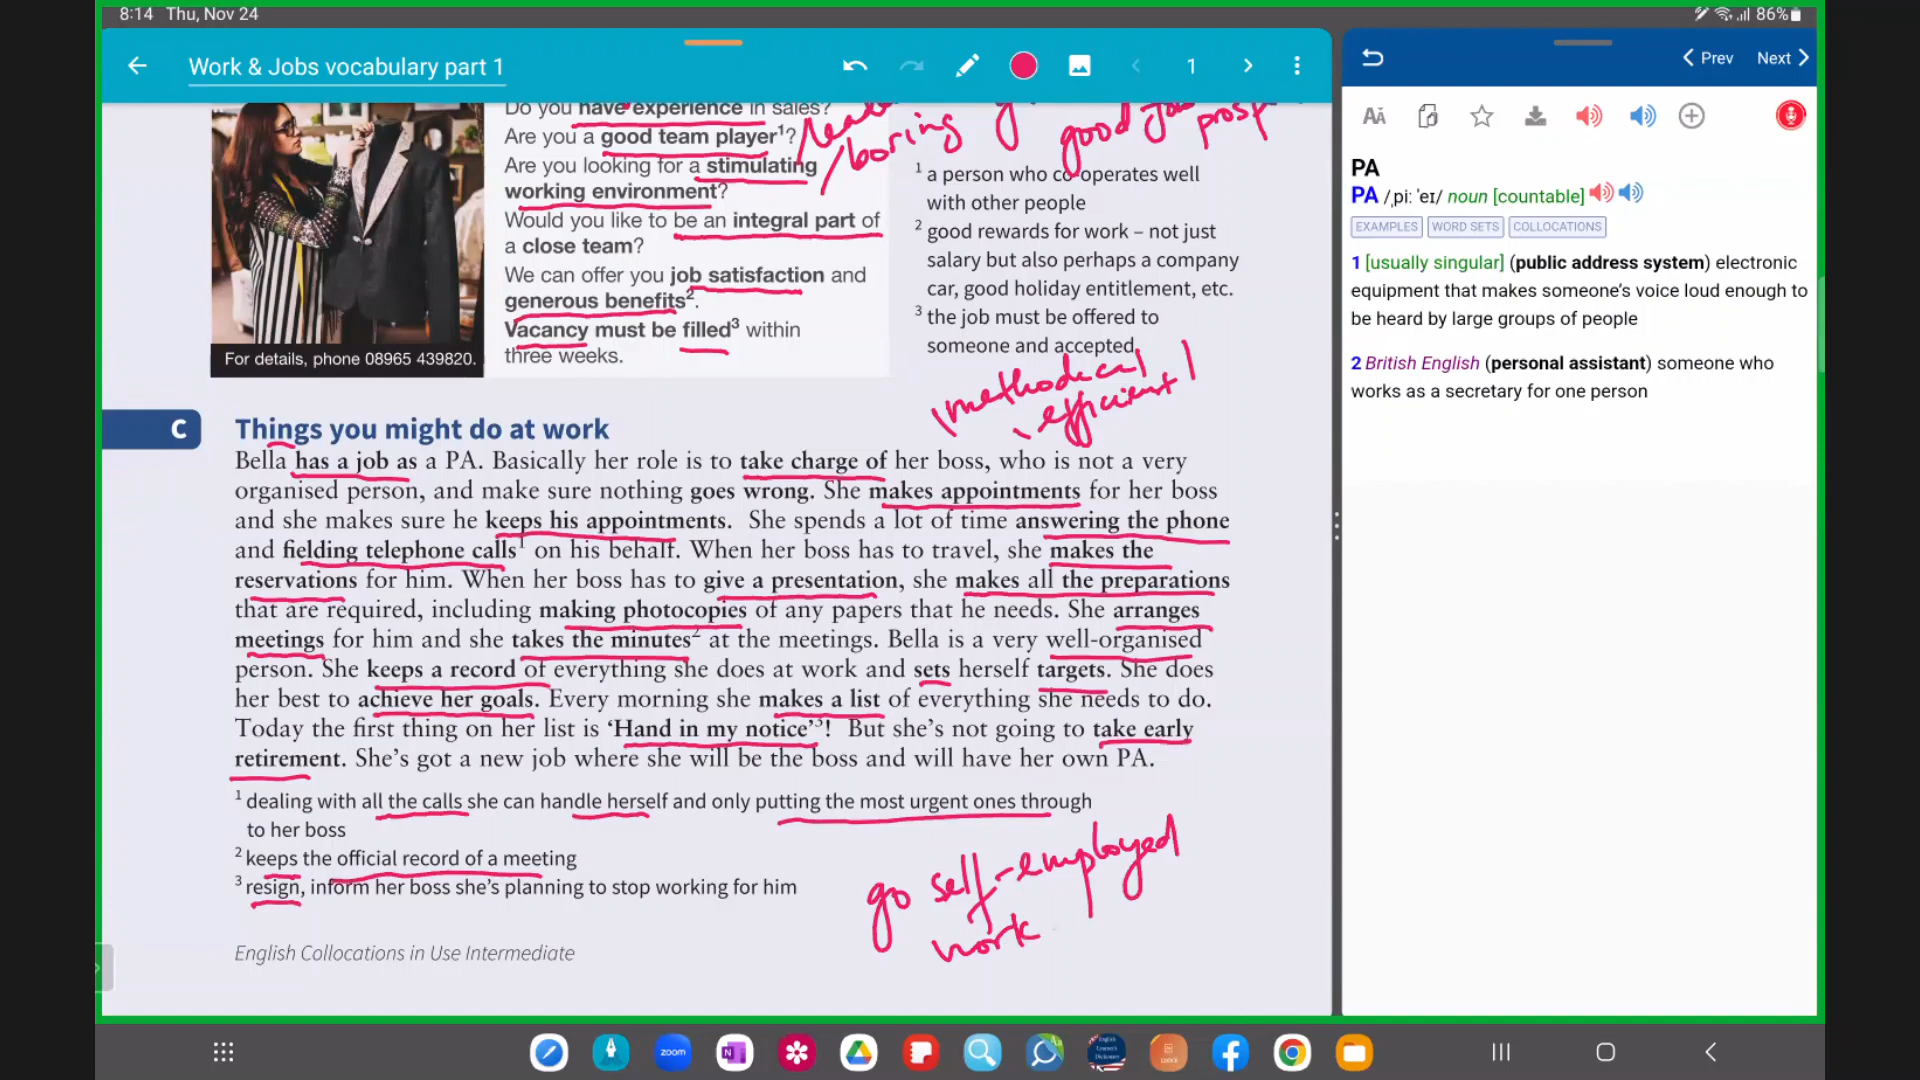 8:14 Thu, Nov 24
86%
Work & Jobs vocabulary part 1
1
Do you have experience in sales?
Are you a good team player¹?
Are you looking for a stimulating
working environment?
Would you like to be an integral part of
a close team?
We can offer you job satisfaction and
generous benefits².
Vacancy must be filled³ within
three weeks.
For details, phone 08965 439820.
/boring
good
¹ a person who co-operates well
with other people
² good rewards for work – not just
salary but also perhaps a company
car, good holiday entitlement, etc.
³ the job must be offered to
someone and accepted
methodical
efficient
C
Things you might do at work
Bella has a job as a PA. Basically her role is to take charge of her boss, who is not a very
organised person, and make sure nothing goes wrong. She makes appointments for her boss
and she makes sure he keeps his appointments. She spends a lot of time answering the phone
and fielding telephone calls¹ on his behalf. When her boss has to travel, she makes the
reservations for him. When her boss has to give a presentation, she makes all the preparations
that are required, including making photocopies of any papers that he needs. She arranges
meetings for him and she takes the minutes² at the meetings. Bella is a very well-organised
person. She keeps a record of everything she does at work and sets herself targets. She does
her best to achieve her goals. Every morning she makes a list of everything she needs to do.
Today the first thing on her list is ‘Hand in my notice’³! But she’s not going to take early
retirement. She’s got a new job where she will be the boss and will have her own PA.
¹ dealing with all the calls she can handle herself and only putting the most urgent ones through
to her boss
² keeps the official record of a meeting
³ resign, inform her boss she’s planning to stop working for him
go self-employed
work
English Collocations in Use Intermediate
Prev
Next
PA
PA /ˌpiː ˈeɪ/ noun [countable]
EXAMPLES WORD SETS COLLOCATIONS
1 [usually singular] (public address system) electronic
equipment that makes someone’s voice loud enough to
be heard by large groups of people
2 British English (personal assistant) someone who
works as a secretary for one person
zoom